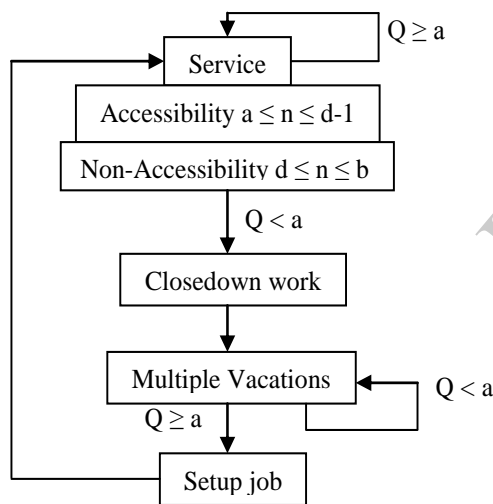 Q ≥ a
Service
Accessibility a ≤ n ≤ d-1
Non-Accessibility d ≤ n ≤ b
Q < a
Closedown work
Multiple Vacations
Q < a
Q ≥ a
Setup job